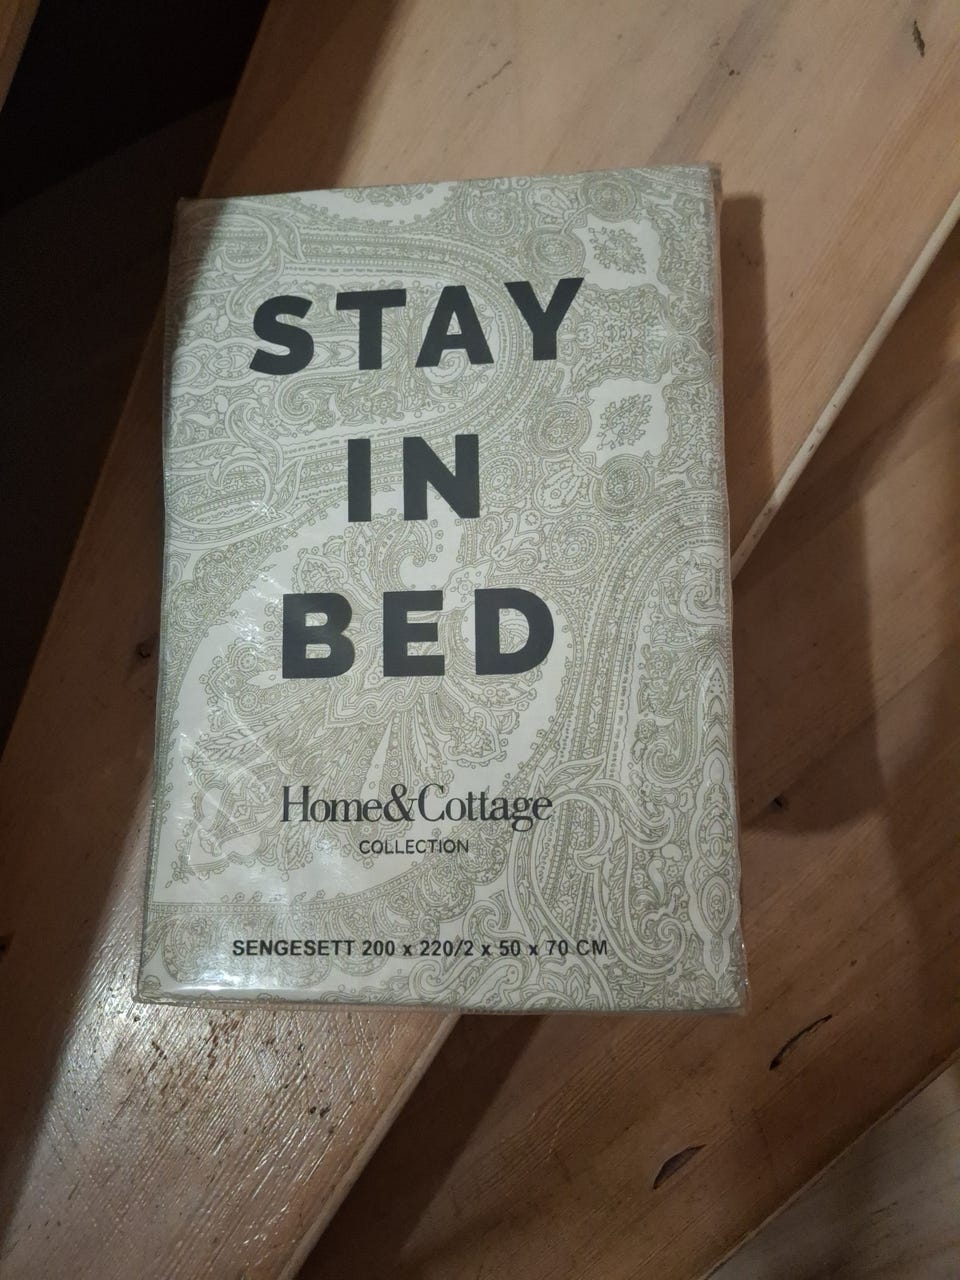 STAY
IN
BED
Home&Cottage
COLLECTION
SENGESETT 200 x 220/2 x 50 x 70 CM